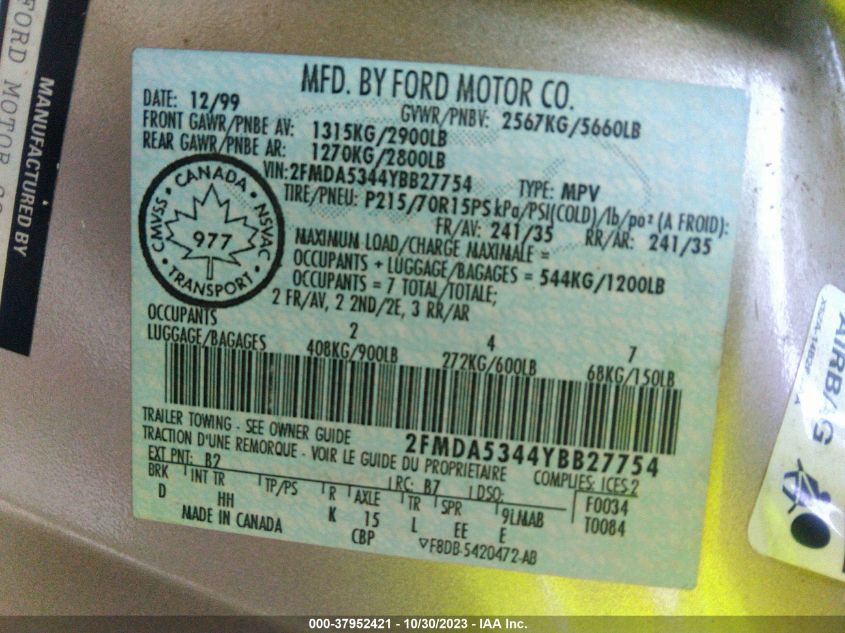 MFD. BY FORD MOTOR CO.
DATE: 12/99
GVWR/PNBV: 2567KG/5660LB
FRONT GAWR/PNBE AV: 1315KG/2900LB
REAR GAWR/PNBE AR: 1270KG/2800LB
VIN: 2FMDA5344YBB27754 TYPE: MPV
TIRE/PNEU: P215/70R15PS kPa/PSI(COLD)/lb/po² (A FROID):
FR/AV: 241/35 RR/AR: 241/35
MAXIMUM LOAD/CHARGE MAXIMALE =
OCCUPANTS + LUGGAGE/BAGAGES = 544KG/1200LB
OCCUPANTS = 7 TOTAL/TOTALE;
2 FR/AV, 2 2ND/2E, 3 RR/AR
CANADA
CMVSS · NSVAC
977
TRANSPORT
OCCUPANTS 2 4 7
LUGGAGE/BAGAGES 408KG/900LB 272KG/600LB 68KG/150LB
TRAILER TOWING - SEE OWNER GUIDE 2FMDA5344YBB27754
TRACTION D'UNE REMORQUE - VOIR LE GUIDE DU PROPRIETAIRE COMPLIES: ICES-2
EXT PNT: B2 RC: B7 DSO: F0034
BRK INT TR TP/PS R AXLE TR SPR 9LMAB T0084
D HH K 15 L EE E
MADE IN CANADA CBP ▽F8DB-5420472-AB
MANUFACTURED BY
FORD MOTOR CO
AIRBAG
000-37952421 - 10/30/2023 - IAA Inc.